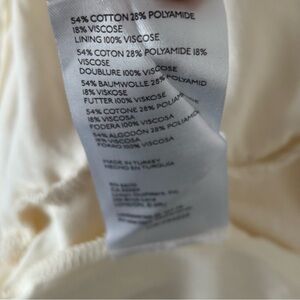 54% COTTON 28% POLYAMIDE
18% VISCOSE
LINING 100% VISCOSE
54% COTON 28% POLYAMIDE 18%
VISCOSE
DOUBLURE 100% VISCOSE
54% BAUMWOLLE 28% POLYAMID
18% VISKOSE
FUTTER 100% VISKOSE
54% COTONE 28% POLIAMM
18% VISCOSA
FODERA 100% VISCOSA
54% ALGODÓN 28% POLIAMIDA
18% VISCOSA
FORRO 100% VISCOSA
MADE IN TURKEY
HECHO EN TURQUÍA